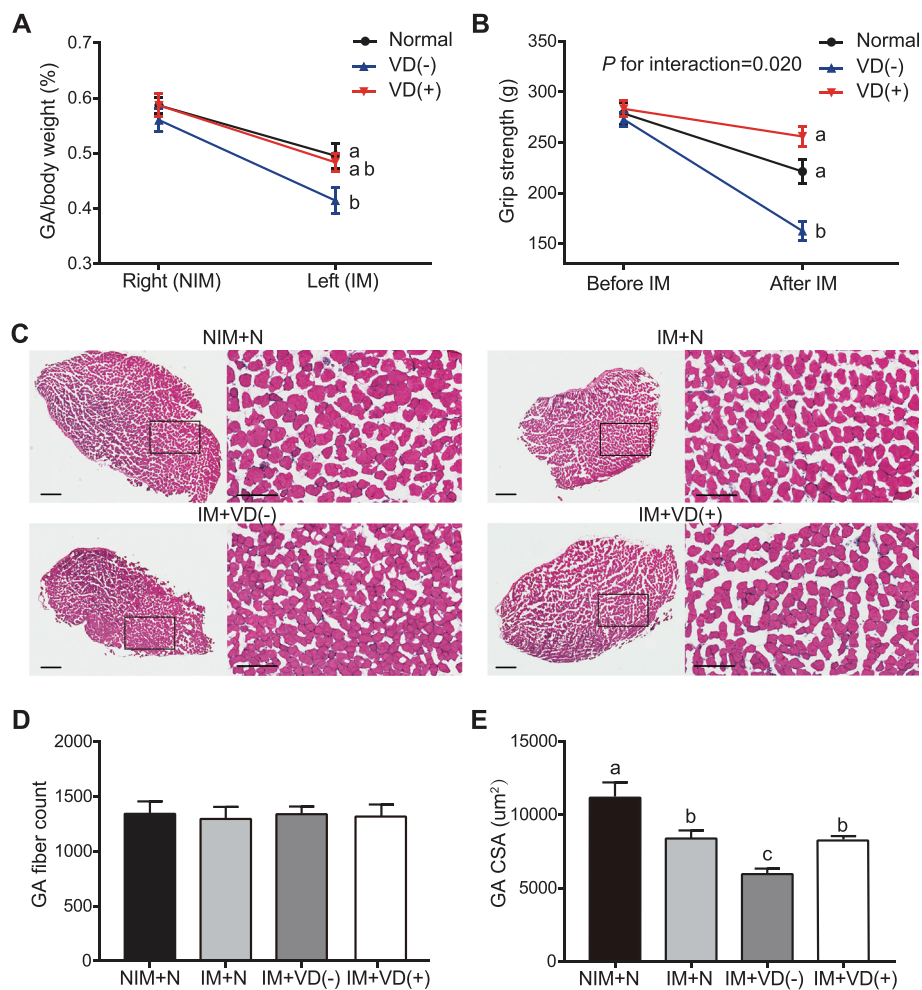 A
GA/body weight (%)
0.7
0.6
0.5
0.4
0.3
Normal
VD(-)
VD(+)
a
a b
b
Right (NIM)
Left (IM)
B
Grip strength (g)
350
300
250
200
150
P for interaction=0.020
Normal
VD(-)
VD(+)
a
a
b
Before IM
After IM
C
NIM+N
IM+N
IM+VD(-)
IM+VD(+)
D
GA fiber count
2000
1500
1000
500
0
NIM+N
IM+N
IM+VD(-)
IM+VD(+)
E
GA CSA (um²)
15000
10000
5000
0
a
b
c
b
NIM+N
IM+N
IM+VD(-)
IM+VD(+)